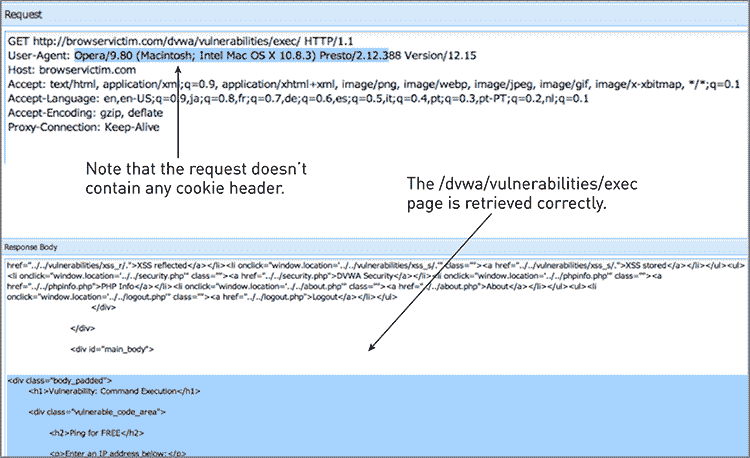 Request
GET http://browservictim.com/dvwa/vulnerabilities/exec/ HTTP/1.1
User-Agent: Opera/9.80 (Macintosh; Intel Mac OS X 10.8.3) Presto/2.12.388 Version/12.15
Host: browservictim.com
Accept: text/html, application/xml;q=0.9, application/xhtml+xml, image/png, image/webp, image/jpeg, image/gif, image/x-xbitmap, */*;q=0.1
Accept-Language: en,en-US;q=0.9,ja;q=0.8,fr;q=0.7,de;q=0.6,es;q=0.5,it;q=0.4,pt;q=0.3,pt-PT;q=0.2,nl;q=0.1
Accept-Encoding: gzip, deflate
Proxy-Connection: Keep-Alive
Note that the request doesn't
contain any cookie header.
The /dvwa/vulnerabilities/exec
page is retrieved correctly.
Response Body
href="../../vulnerabilities/xss_r/.">XSS reflected</a></li><li onclick="window.location='../../vulnerabilities/xss_s/.'" class=""><a href="../../vulnerabilities/xss_s/.">XSS stored</a></li></ul><ul>
<li onclick="window.location='../../security.php'" class=""><a href="../../security.php">DVWA Security</a></li><li onclick="window.location='../../phpinfo.php'" class=""><a
href="../../phpinfo.php">PHP Info</a></li><li onclick="window.location='../../about.php'" class=""><a href="../../about.php">About</a></li></ul><ul><li
onclick="window.location='../../logout.php'" class=""><a href="../../logout.php">Logout</a></li></ul>
</div>
</div>
<div id="main_body">
<div class="body_padded">
<h1>Vulnerability: Command Execution</h1>
<div class="vulnerable_code_area">
<h2>Ping for FREE</h2>
<p>Enter an IP address below:</p>